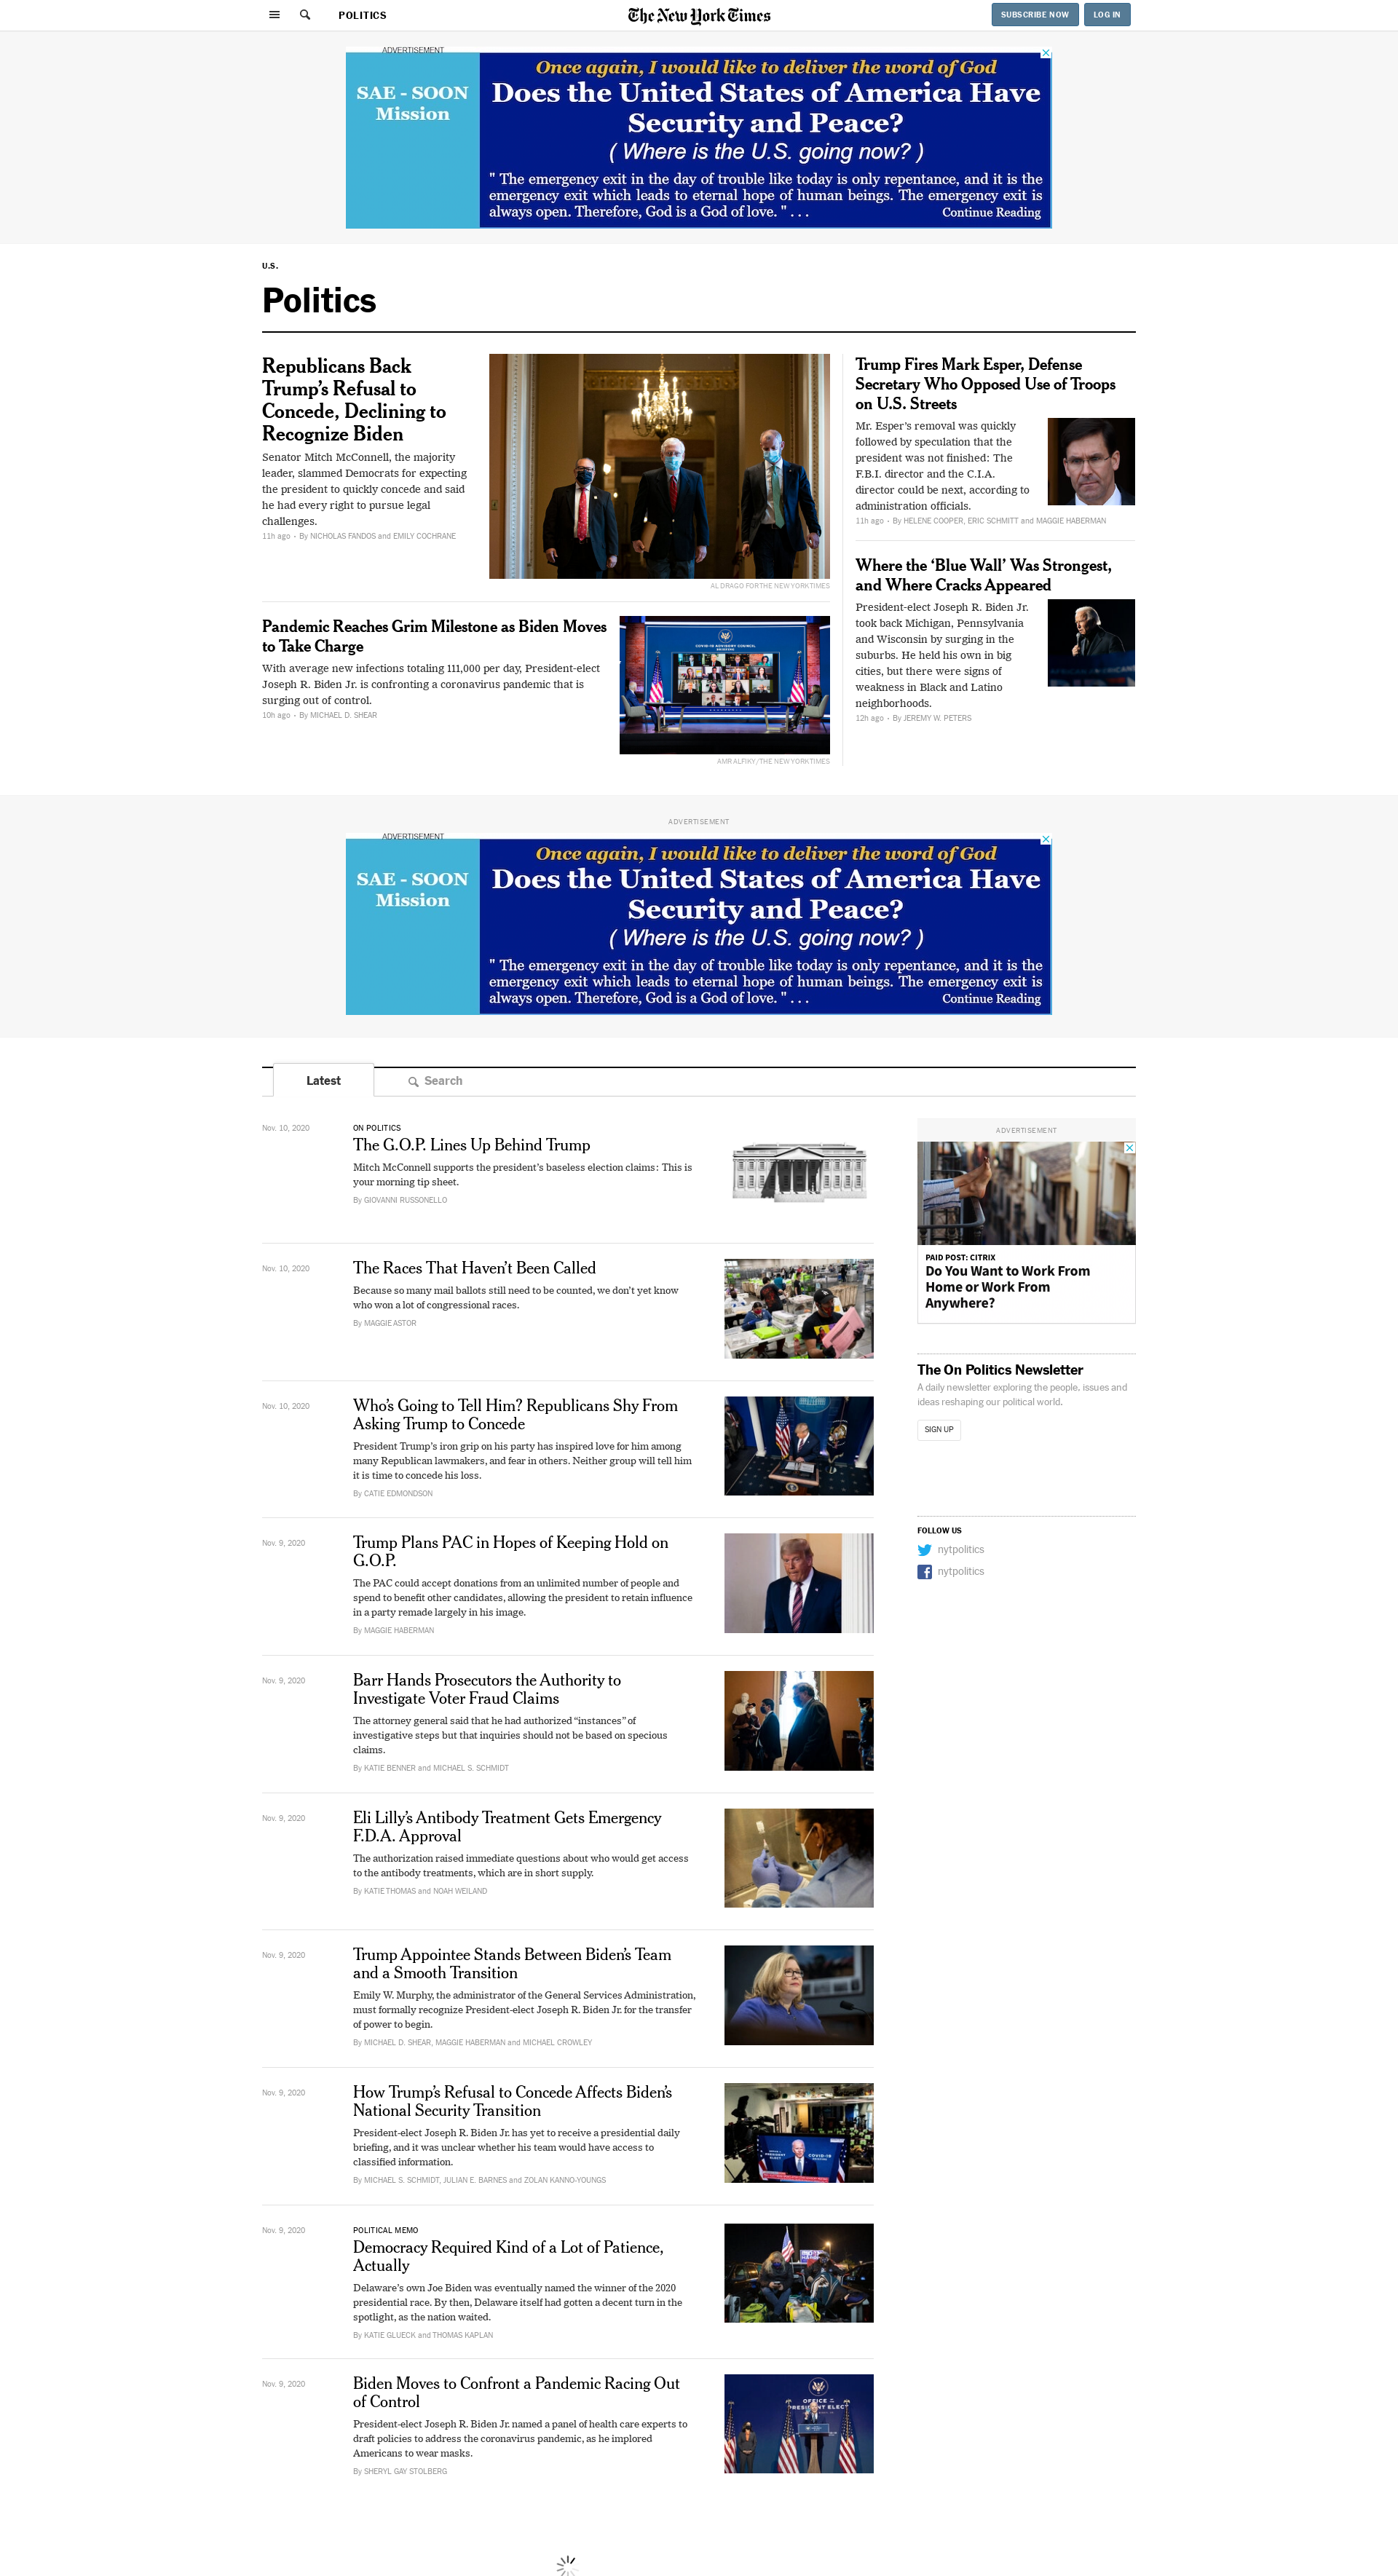 POLITICS
The New York Times
SUBSCRIBE NOW
LOG IN
ADVERTISEMENT
SAE - SOON
Mission
Once again, I would like to deliver the word of God
Does the United States of America Have
Security and Peace?
( Where is the U.S. going now? )
" The emergency exit in the day of trouble like today is only repentance, and it is the
emergency exit which leads to eternal hope of human beings. The emergency exit is
always open. Therefore, God is a God of love. " . . .
Continue Reading
U.S.
Politics
Republicans Back
Trump’s Refusal to
Concede, Declining to
Recognize Biden
Senator Mitch McConnell, the majority
leader, slammed Democrats for expecting
the president to quickly concede and said
he had every right to pursue legal
challenges.
11h ago · By NICHOLAS FANDOS and EMILY COCHRANE
AL DRAGO FOR THE NEW YORK TIMES
Pandemic Reaches Grim Milestone as Biden Moves
to Take Charge
With average new infections totaling 111,000 per day, President-elect
Joseph R. Biden Jr. is confronting a coronavirus pandemic that is
surging out of control.
10h ago · By MICHAEL D. SHEAR
COVID-19 ADVISORY COUNCIL
AMR ALFIKY/THE NEW YORK TIMES
Trump Fires Mark Esper, Defense
Secretary Who Opposed Use of Troops
on U.S. Streets
Mr. Esper’s removal was quickly
followed by speculation that the
president was not finished: The
F.B.I. director and the C.I.A.
director could be next, according to
administration officials.
11h ago · By HELENE COOPER, ERIC SCHMITT and MAGGIE HABERMAN
Where the ‘Blue Wall’ Was Strongest,
and Where Cracks Appeared
President-elect Joseph R. Biden Jr.
took back Michigan, Pennsylvania
and Wisconsin by surging in the
suburbs. He held his own in big
cities, but there were signs of
weakness in Black and Latino
neighborhoods.
12h ago · By JEREMY W. PETERS
ADVERTISEMENT
ADVERTISEMENT
SAE - SOON
Mission
Once again, I would like to deliver the word of God
Does the United States of America Have
Security and Peace?
( Where is the U.S. going now? )
" The emergency exit in the day of trouble like today is only repentance, and it is the
emergency exit which leads to eternal hope of human beings. The emergency exit is
always open. Therefore, God is a God of love. " . . .
Continue Reading
Latest
Search
Nov. 10, 2020
ON POLITICS
The G.O.P. Lines Up Behind Trump
Mitch McConnell supports the president’s baseless election claims: This is
your morning tip sheet.
By GIOVANNI RUSSONELLO
Nov. 10, 2020
The Races That Haven’t Been Called
Because so many mail ballots still need to be counted, we don’t yet know
who won a lot of congressional races.
By MAGGIE ASTOR
Nov. 10, 2020
Who’s Going to Tell Him? Republicans Shy From
Asking Trump to Concede
President Trump’s iron grip on his party has inspired love for him among
many Republican lawmakers, and fear in others. Neither group will tell him
it is time to concede his loss.
By CATIE EDMONDSON
Nov. 9, 2020
Trump Plans PAC in Hopes of Keeping Hold on
G.O.P.
The PAC could accept donations from an unlimited number of people and
spend to benefit other candidates, allowing the president to retain influence
in a party remade largely in his image.
By MAGGIE HABERMAN
Nov. 9, 2020
Barr Hands Prosecutors the Authority to
Investigate Voter Fraud Claims
The attorney general said that he had authorized “instances” of
investigative steps but that inquiries should not be based on specious
claims.
By KATIE BENNER and MICHAEL S. SCHMIDT
Nov. 9, 2020
Eli Lilly’s Antibody Treatment Gets Emergency
F.D.A. Approval
The authorization raised immediate questions about who would get access
to the antibody treatments, which are in short supply.
By KATIE THOMAS and NOAH WEILAND
Nov. 9, 2020
Trump Appointee Stands Between Biden’s Team
and a Smooth Transition
Emily W. Murphy, the administrator of the General Services Administration,
must formally recognize President-elect Joseph R. Biden Jr. for the transfer
of power to begin.
By MICHAEL D. SHEAR, MAGGIE HABERMAN and MICHAEL CROWLEY
Nov. 9, 2020
How Trump’s Refusal to Concede Affects Biden’s
National Security Transition
President-elect Joseph R. Biden Jr. has yet to receive a presidential daily
briefing, and it was unclear whether his team would have access to
classified information.
By MICHAEL S. SCHMIDT, JULIAN E. BARNES and ZOLAN KANNO-YOUNGS
COVID-19
Nov. 9, 2020
POLITICAL MEMO
Democracy Required Kind of a Lot of Patience,
Actually
Delaware’s own Joe Biden was eventually named the winner of the 2020
presidential race. By then, Delaware itself had gotten a decent turn in the
spotlight, as the nation waited.
By KATIE GLUECK and THOMAS KAPLAN
Nov. 9, 2020
Biden Moves to Confront a Pandemic Racing Out
of Control
President-elect Joseph R. Biden Jr. named a panel of health care experts to
draft policies to address the coronavirus pandemic, as he implored
Americans to wear masks.
By SHERYL GAY STOLBERG
ADVERTISEMENT
PAID POST: CITRIX
Do You Want to Work From
Home or Work From
Anywhere?
The On Politics Newsletter
A daily newsletter exploring the people, issues and
ideas reshaping our political world.
SIGN UP
FOLLOW US
nytpolitics
nytpolitics